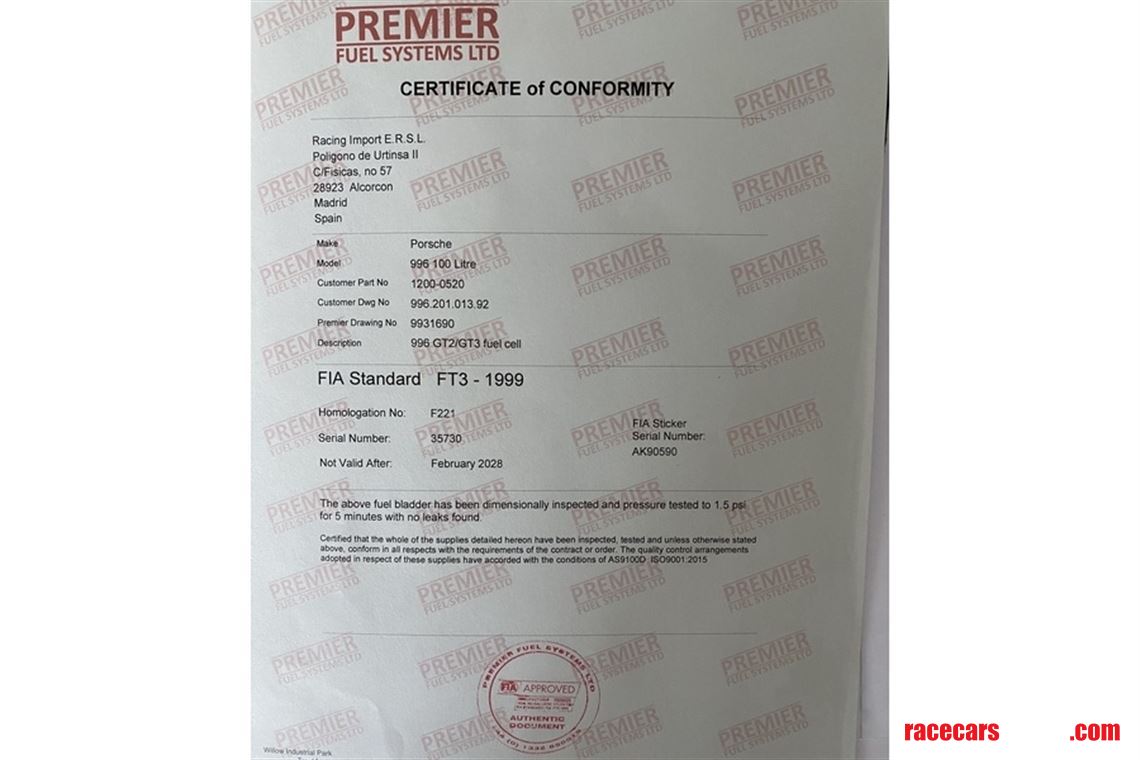 PREMIER
FUEL SYSTEMS LTD
CERTIFICATE of CONFORMITY
Racing Import E.R.S.L.
Poligono de Urtinsa II
C/Fisicas, no 57
28923 Alcorcon
Madrid
Spain
Make Porsche
Model 996 100 Litre
Customer Part No 1200-0520
Customer Dwg No 996.201.013.92
Premier Drawing No 9931690
Description 996 GT2/GT3 fuel cell
FIA Standard FT3 - 1999
Homologation No: F221
Serial Number: 35730
Not Valid After: February 2028
FIA Sticker
Serial Number:
AK90590
The above fuel bladder has been dimensionally inspected and pressure tested to 1.5 psi
for 5 minutes with no leaks found.
Certified that the whole of the supplies detailed hereon have been inspected, tested and unless otherwise stated
above, conform in all respects with the requirements of the contract or order. The quality control arrangements
adopted in respect of these supplies have accorded with the conditions of AS9100D ISO9001:2015
PREMIER FUEL SYSTEMS LTD
FIA APPROVED
AUTHENTIC
DOCUMENT
Willow Industrial Park
racecars .com